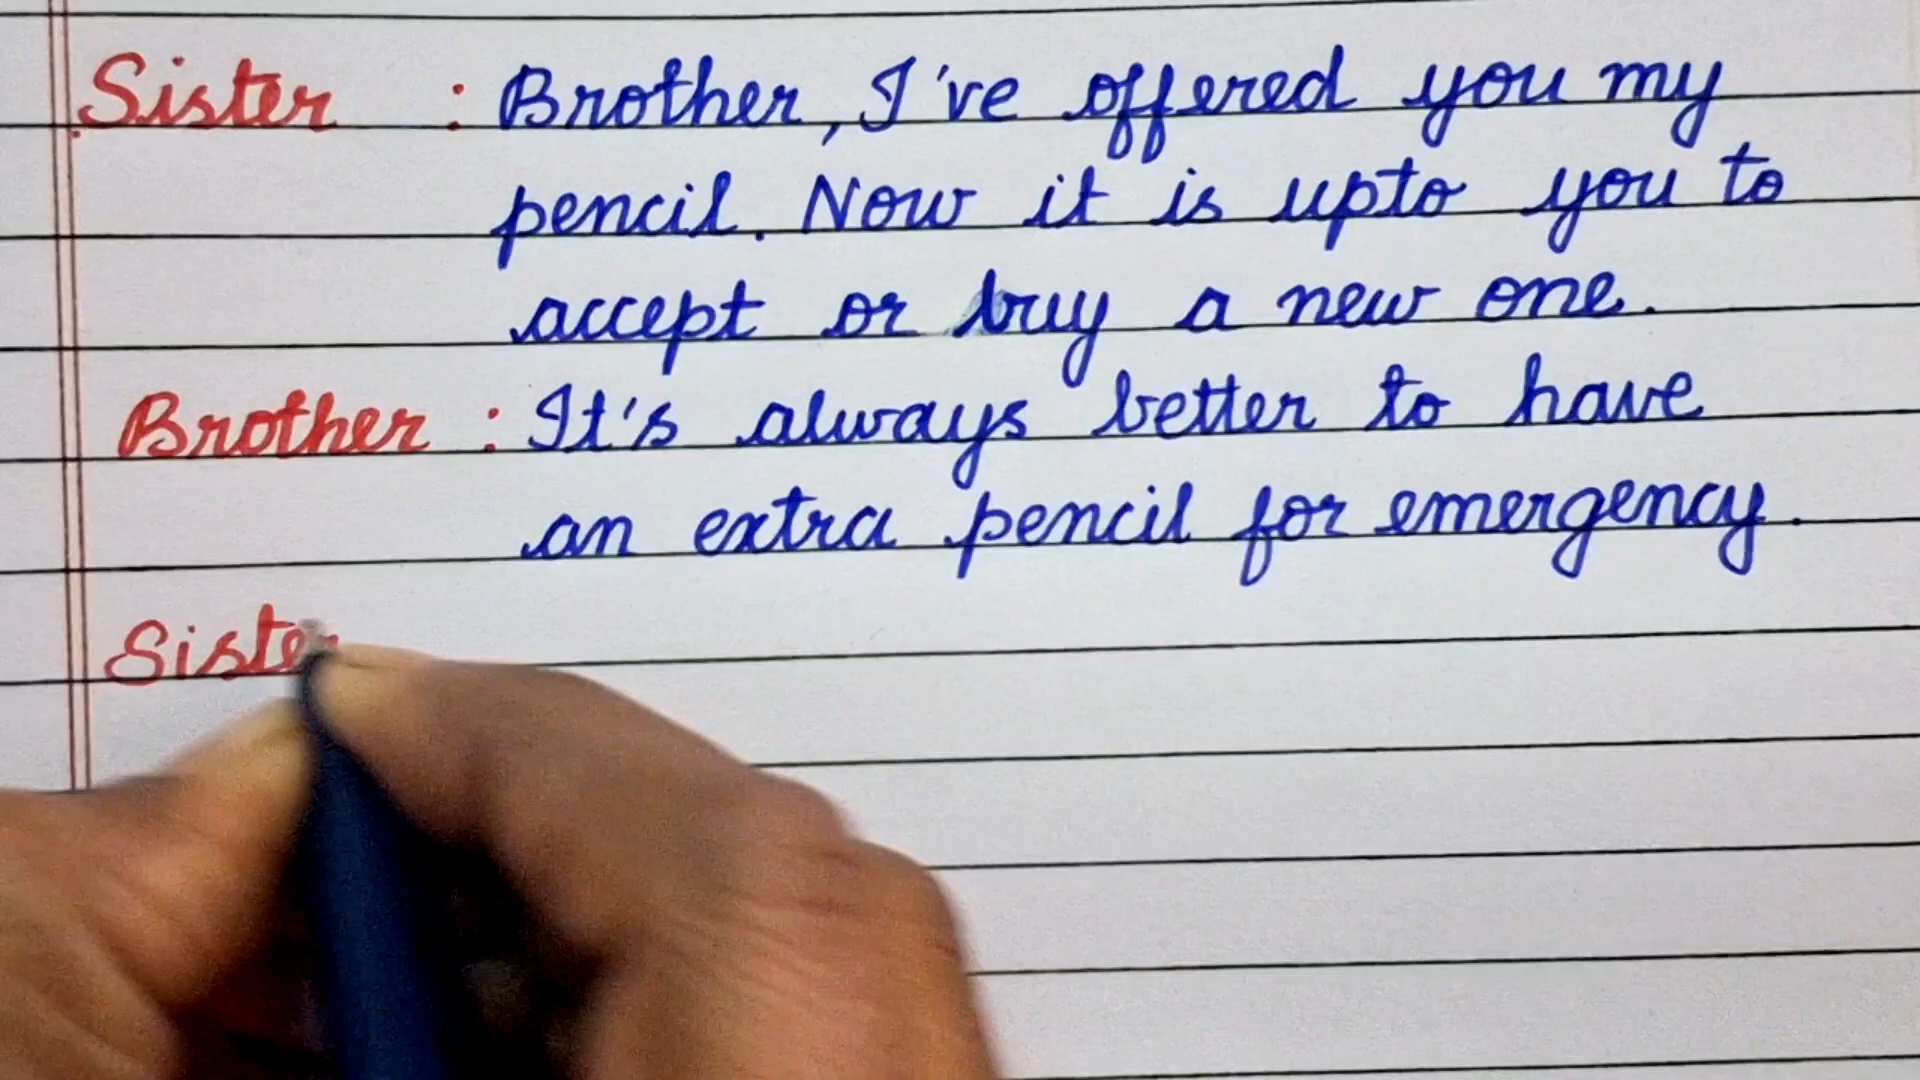 Sister : Brother, I've offered you my
pencil. Now it is upto you to
accept or buy a new one.
Brother : It's always better to have
an extra pencil for emergency.
Sister